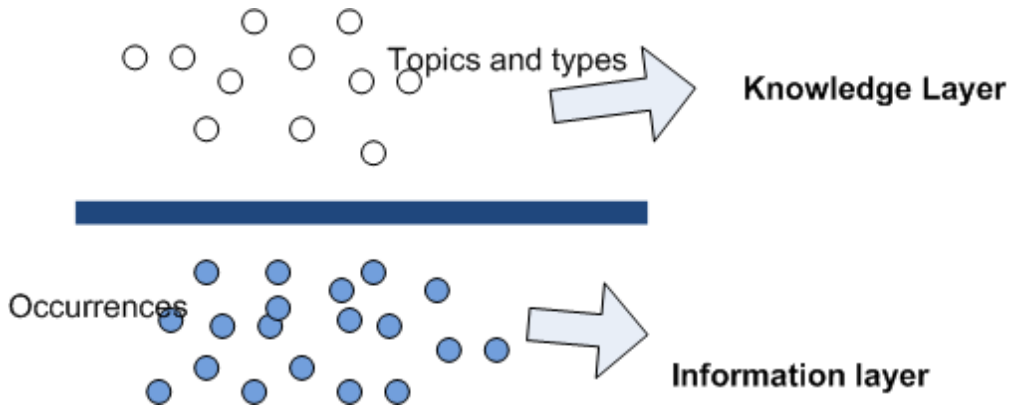 Topics and types
Knowledge Layer
Occurrences
Information layer